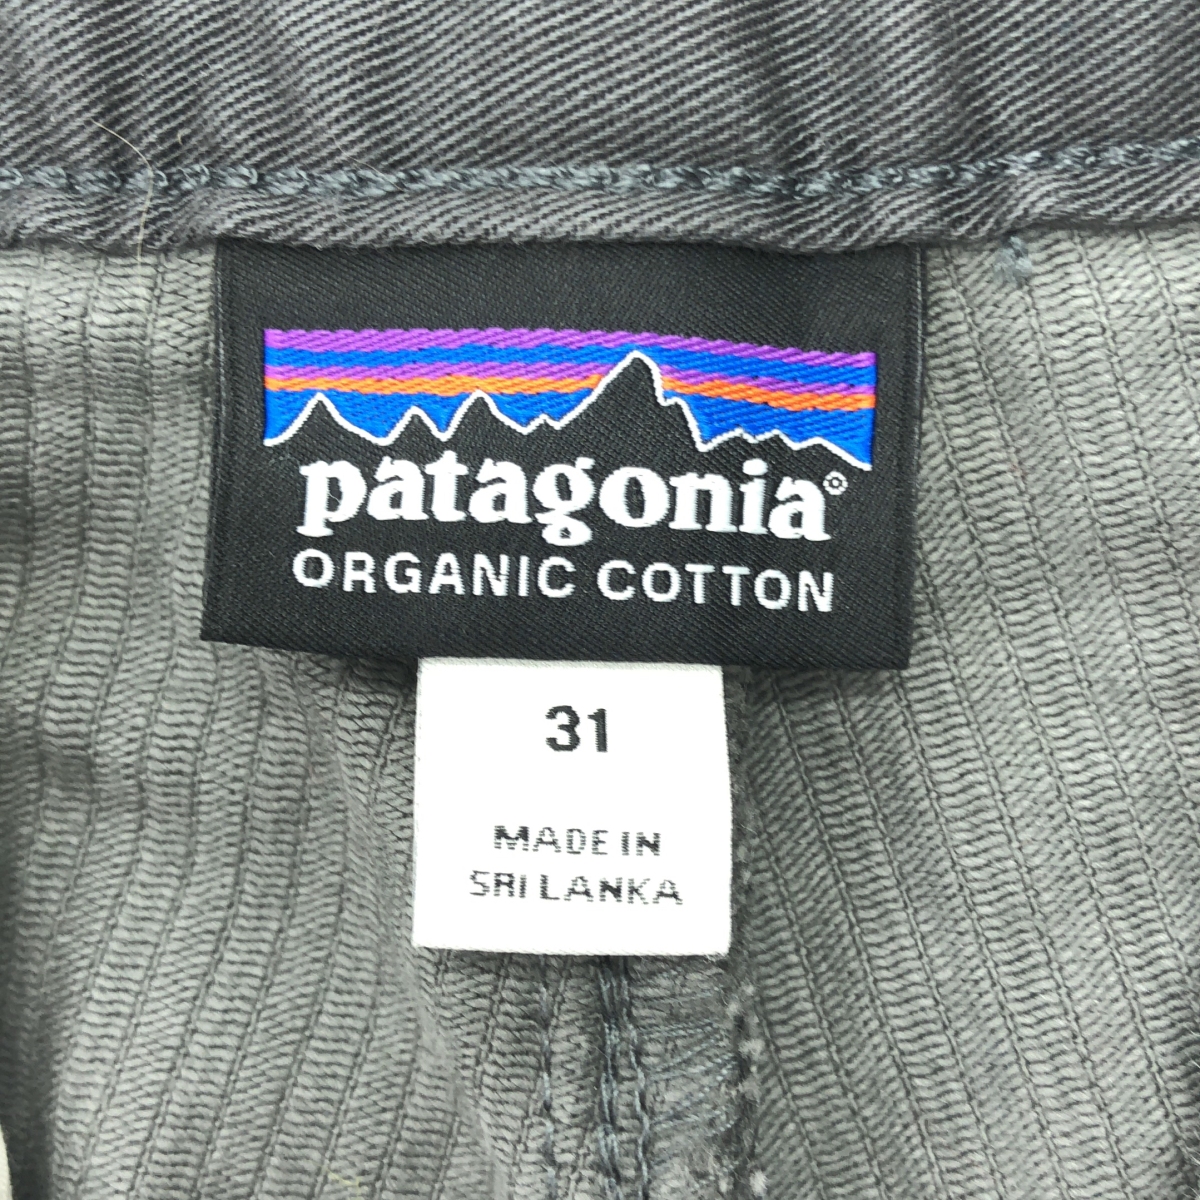 patagonia®
ORGANIC COTTON
31
MADE IN
SRI LANKA